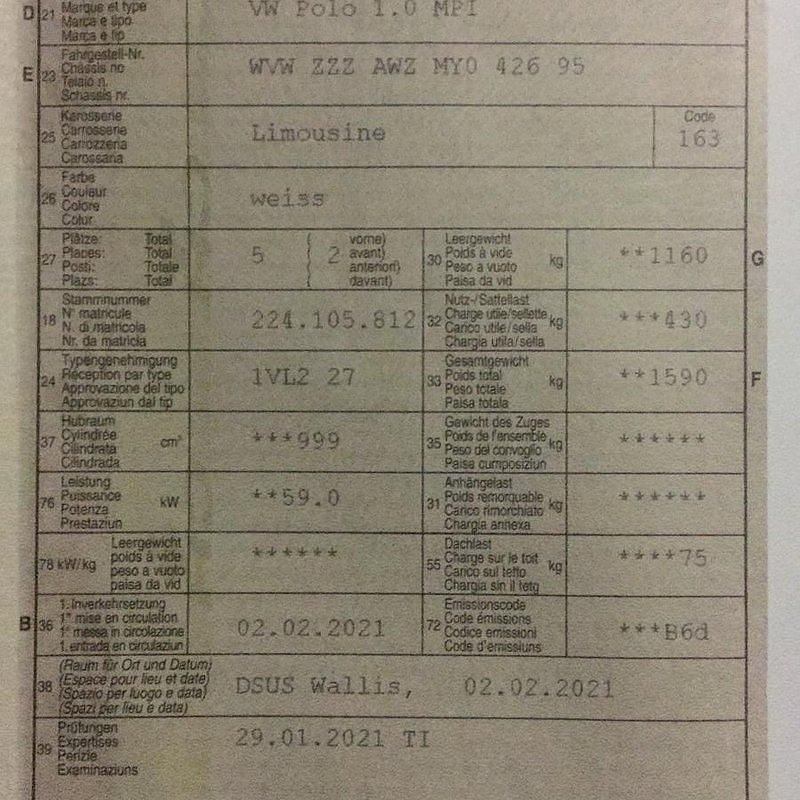 D 21 Marque et type VW Polo 1.0 MPI
Marca e tipo
Marca e tip
E 23 Fahrgestell-Nr. WVW ZZZ AWZ MY0 426 95
Châssis no
Telaio n.
Schassis nr.
25 Karosserie Limousine Code
Carrosserie 163
Carrozzeria
Carossaria
26 Farbe weiss
Couleur
Colore
Colur
27 Plätze: Total 5 ( 2 vorne)
Places: Total ( avant)
Posti: Totale ( anteriori)
Plazs: Total ( davant)
30 Leergewicht kg **1160 G
Poids à vide
Peso a vuoto
Paisa da vid
18 Stammnummer 224.105.812
N° matricule
N. di matricola
Nr. da matricla
32 Nutz-/Sattellast kg ***430
Charge utile/sellette
Carico utile/sella
Chargia utila/sella
24 Typengenehmigung 1VL2 27
Réception par type
Approvazione del tipo
Approvaziun dal tip
33 Gesamtgewicht kg **1590 F
Poids total
Peso totale
Paisa totala
37 Hubraum cm³ ***999
Cylindrée
Cilindrata
Cilindrada
35 Gewicht des Zuges kg ******
Poids de l'ensemble
Peso del convoglio
Paisa cumposiziun
76 Leistung kW **59.0
Puissance
Potenza
Prestaziun
31 Anhängelast kg ******
Poids remorquable
Carico rimorchiato
Chargia annexa
78 kW/kg Leergewicht ******
poids à vide
peso a vuoto
paisa da vid
55 Dachlast kg ****75
Charge sur le toit
Carico sul tetto
Chargia sin il tetg
B 36 1. Inverkehrsetzung 02.02.2021
1re mise en circulation
1a messa in circolazione
1. entrada en circulaziun
72 Emissionscode ***B6d
Code émissions
Codice emissioni
Code d'emissiuns
38 (Raum für Ort und Datum) DSUS Wallis, 02.02.2021
(Espace pour lieu et date)
(Spazio per luogo e data)
(Spazi per lieu e data)
39 Prüfungen 29.01.2021 TI
Expertises
Perizie
Examinaziuns